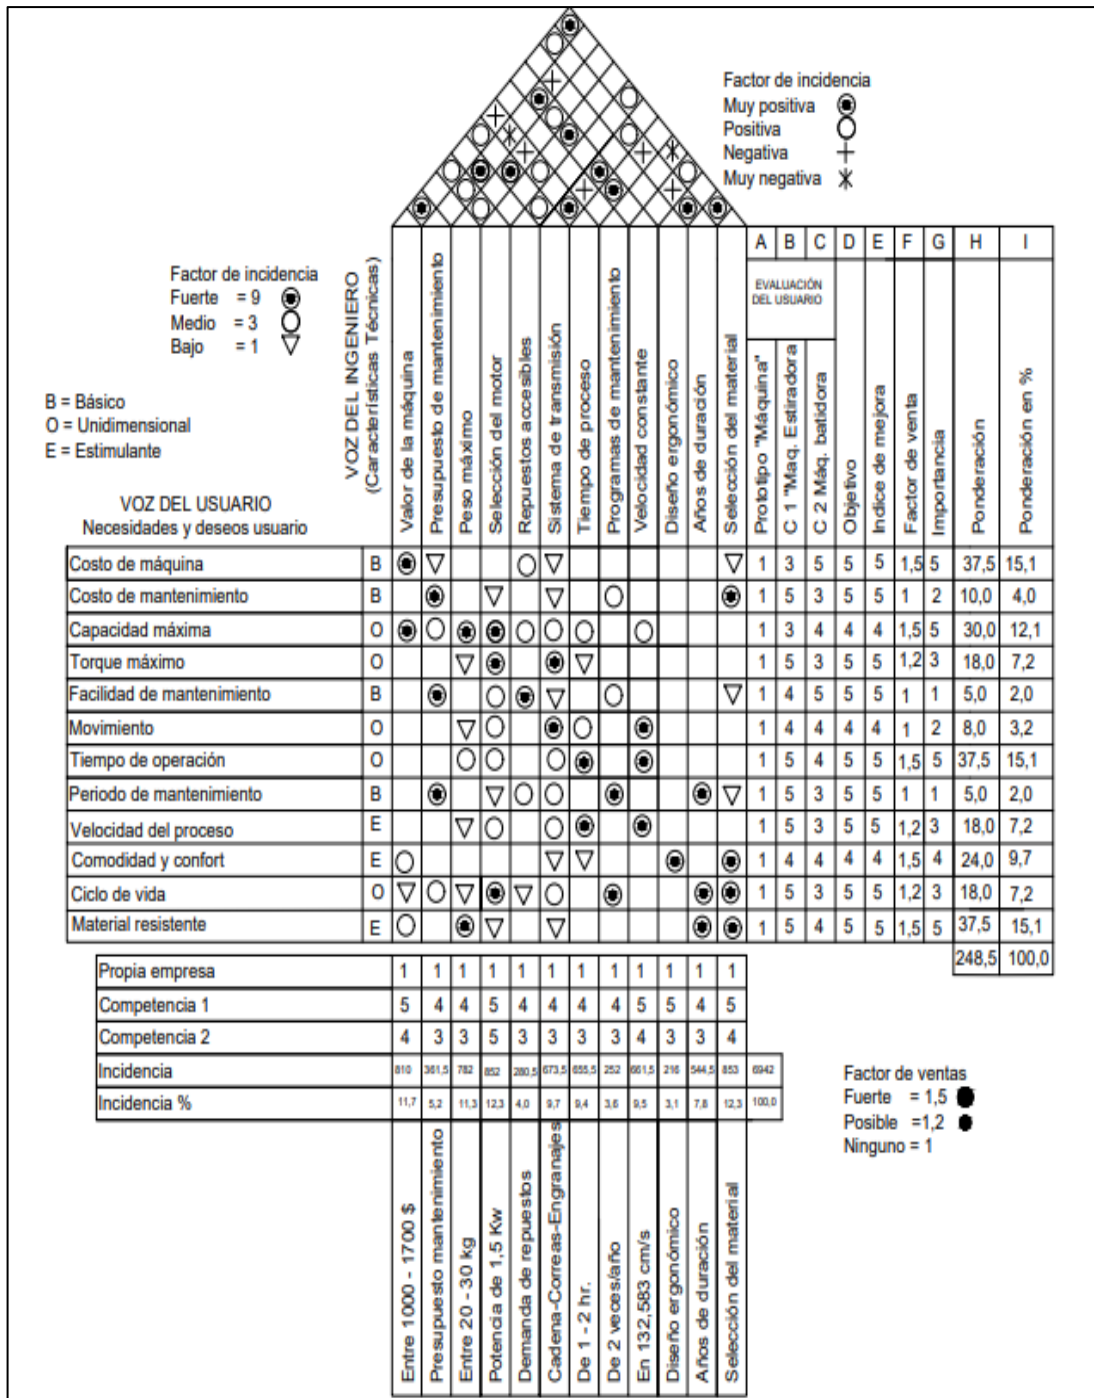 Factor de incidencia
Muy positiva
Positiva
Negativa
Muy negativa
Factor de incidencia
Fuerte = 9
Medio = 3
Bajo = 1
B = Básico
O = Unidimensional
E = Estimulante
VOZ DEL USUARIO
Necesidades y deseos usuario
VOZ DEL INGENIERO
(Características Técnicas)
Valor de la máquina
Presupuesto de mantenimiento
Peso máximo
Selección del motor
Repuestos accesibles
Sistema de transmisión
Tiempo de proceso
Programas de mantenimiento
Velocidad constante
Diseño ergonómico
Años de duración
Selección del material
A B C D E F G H I
EVALUACIÓN
DEL USUARIO
Prototipo "Máquina"
C 1 "Maq. Estiradora
C 2 Máq. batidora
Objetivo
Indice de mejora
Factor de venta
Importancia
Ponderación
Ponderación en %
Costo de máquina B 1 3 5 5 5 1,5 5 37,5 15,1
Costo de mantenimiento B 1 5 3 5 5 1 2 10,0 4,0
Capacidad máxima O 1 3 4 4 4 1,5 5 30,0 12,1
Torque máximo O 1 5 3 5 5 1,2 3 18,0 7,2
Facilidad de mantenimiento B 1 4 5 5 5 1 1 5,0 2,0
Movimiento O 1 4 4 4 4 1 2 8,0 3,2
Tiempo de operación O 1 5 4 5 5 1,5 5 37,5 15,1
Periodo de mantenimiento B 1 5 3 5 5 1 1 5,0 2,0
Velocidad del proceso E 1 5 3 5 5 1,2 3 18,0 7,2
Comodidad y confort E 1 4 4 4 4 1,5 4 24,0 9,7
Ciclo de vida O 1 5 3 5 5 1,2 3 18,0 7,2
Material resistente E 1 5 4 5 5 1,5 5 37,5 15,1
248,5 100,0
Propia empresa 1 1 1 1 1 1 1 1 1 1 1 1
Competencia 1 5 4 4 5 4 4 4 4 5 5 4 5
Competencia 2 4 3 3 5 3 3 3 3 4 3 3 4
Incidencia 810 361,5 782 852 280,5 673,5 655,5 252 661,5 216 544,5 853 6942
Incidencia % 11,7 5,2 11,3 12,3 4,0 9,7 9,4 3,6 9,5 3,1 7,8 12,3 100,0
Factor de ventas
Fuerte = 1,5
Posible =1,2
Ninguno = 1
Entre 1000 - 1700 $
Presupuesto mantenimiento
Entre 20 - 30 kg
Potencia de 1,5 Kw
Demanda de repuestos
Cadena-Correas-Engranajes
De 1 - 2 hr.
De 2 veces/año
En 132,583 cm/s
Diseño ergonómico
Años de duración
Selección del material